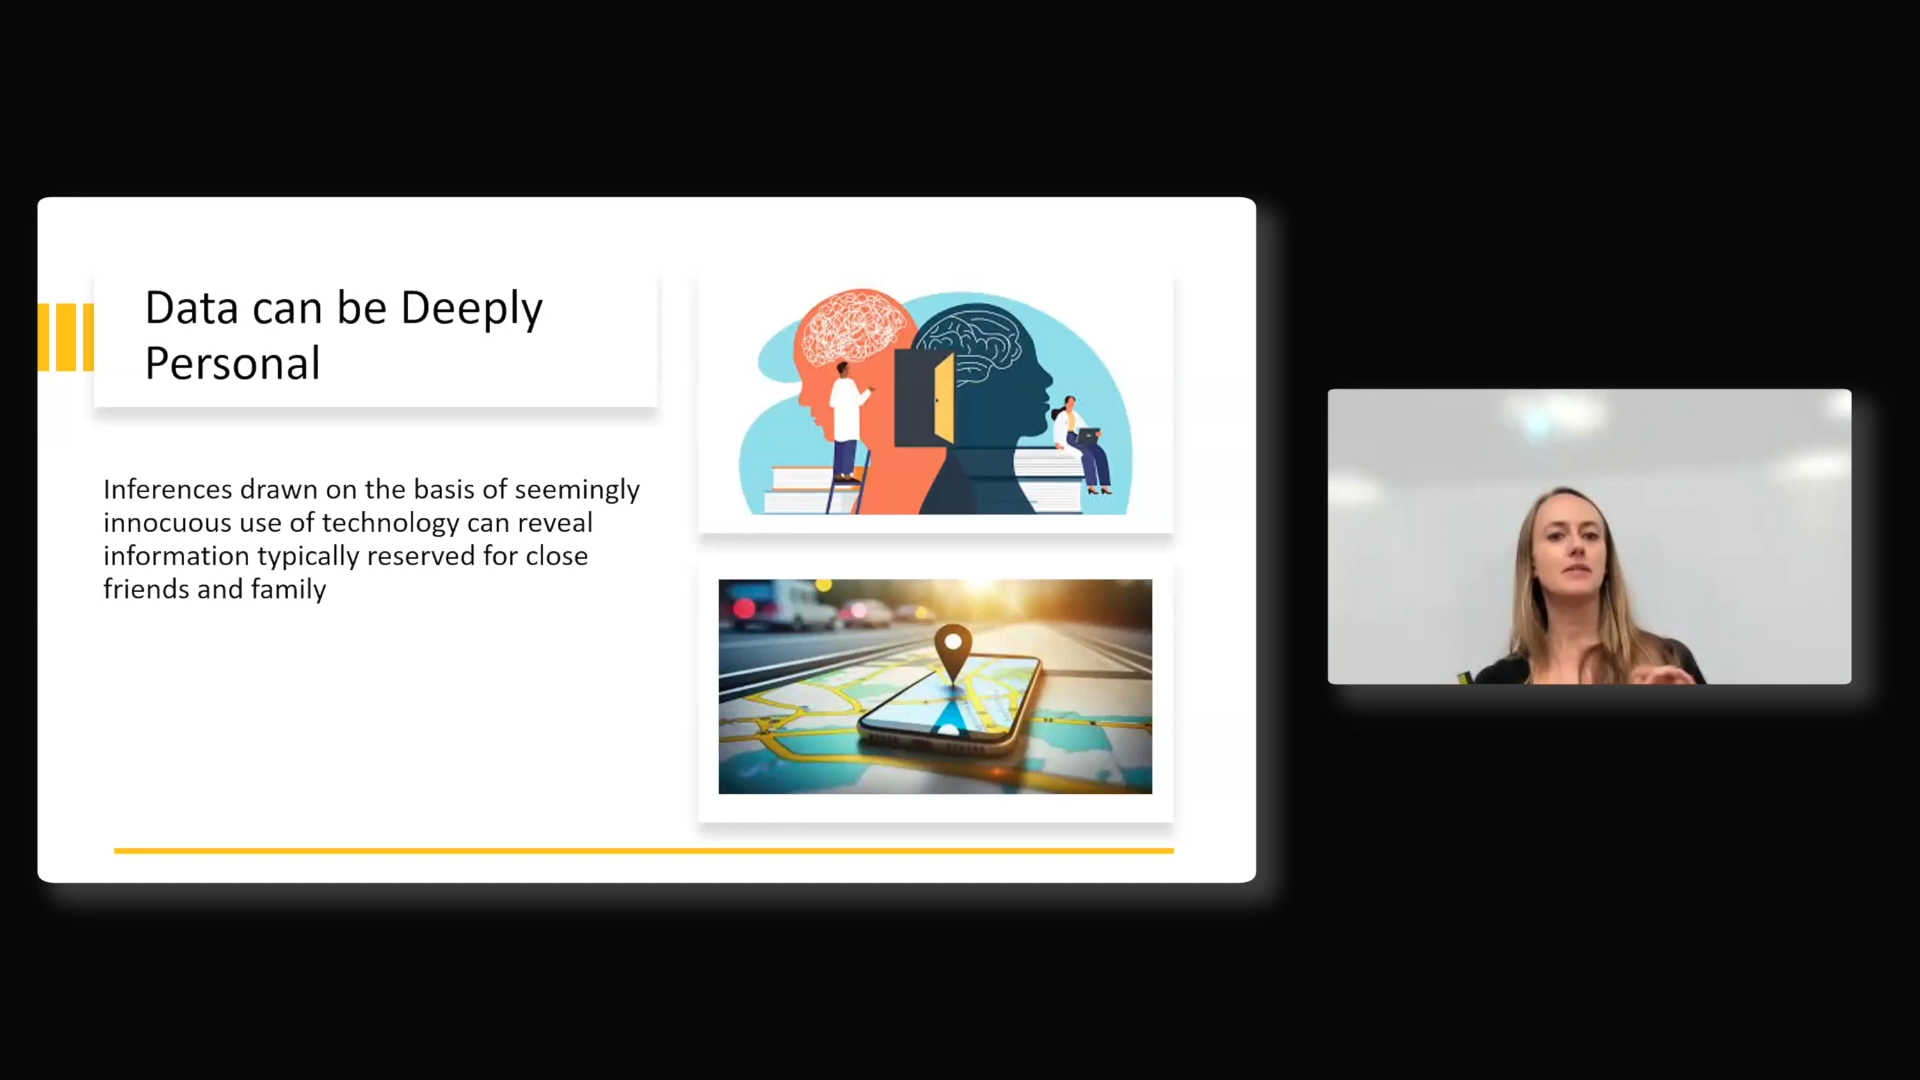 Data can be Deeply
Personal
Inferences drawn on the basis of seemingly
innocuous use of technology can reveal
information typically reserved for close
friends and family